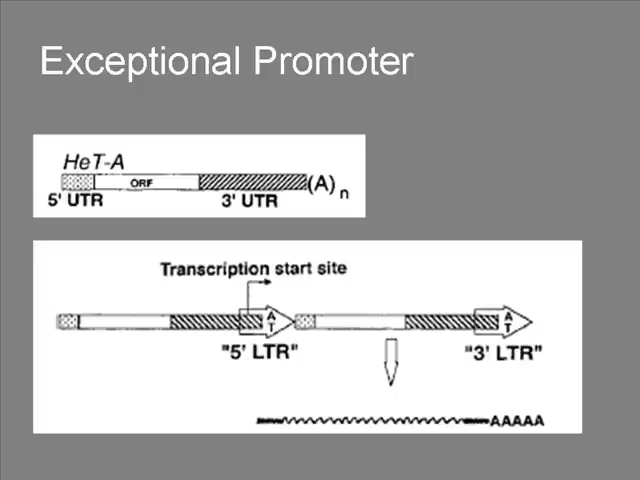 Exceptional Promoter
HeT-A
ORF
(A)n
5' UTR
3' UTR
Transcription start site
A
T
A
T
"5' LTR"
"3' LTR"
AAAAA